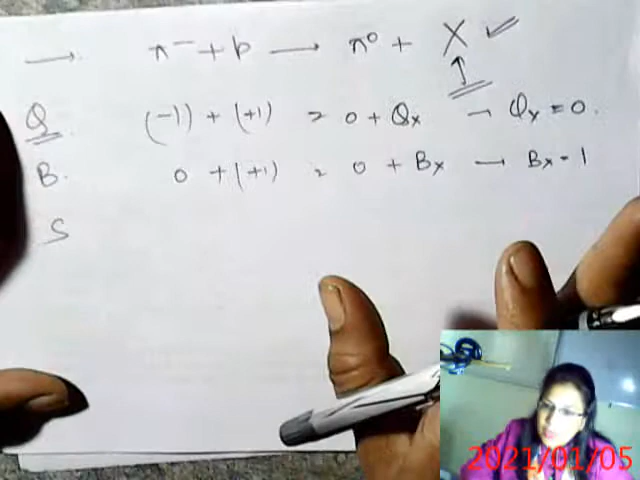 → π⁻ + p → π⁰ + X ✓
Q (-1) + (+1) = 0 + Qx → Qx = 0.
B. 0 + (+1) = 0 + Bx → Bx = 1
S
2021/01/05